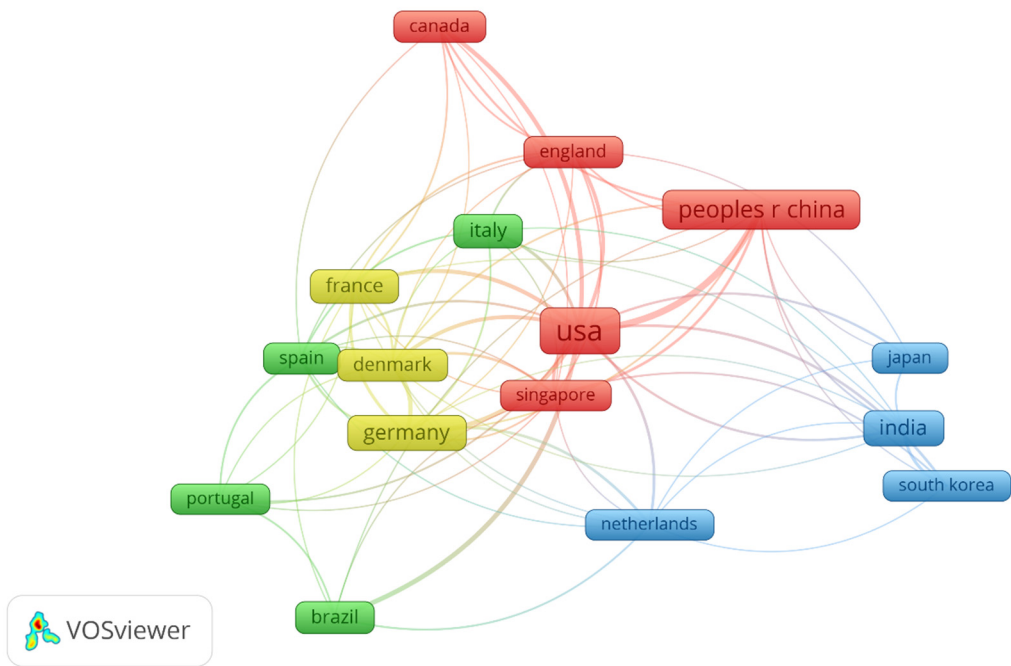 canada
england
peoples r china
italy
france
usa
spain
denmark
japan
singapore
germany
india
south korea
portugal
netherlands
brazil
VOSviewer